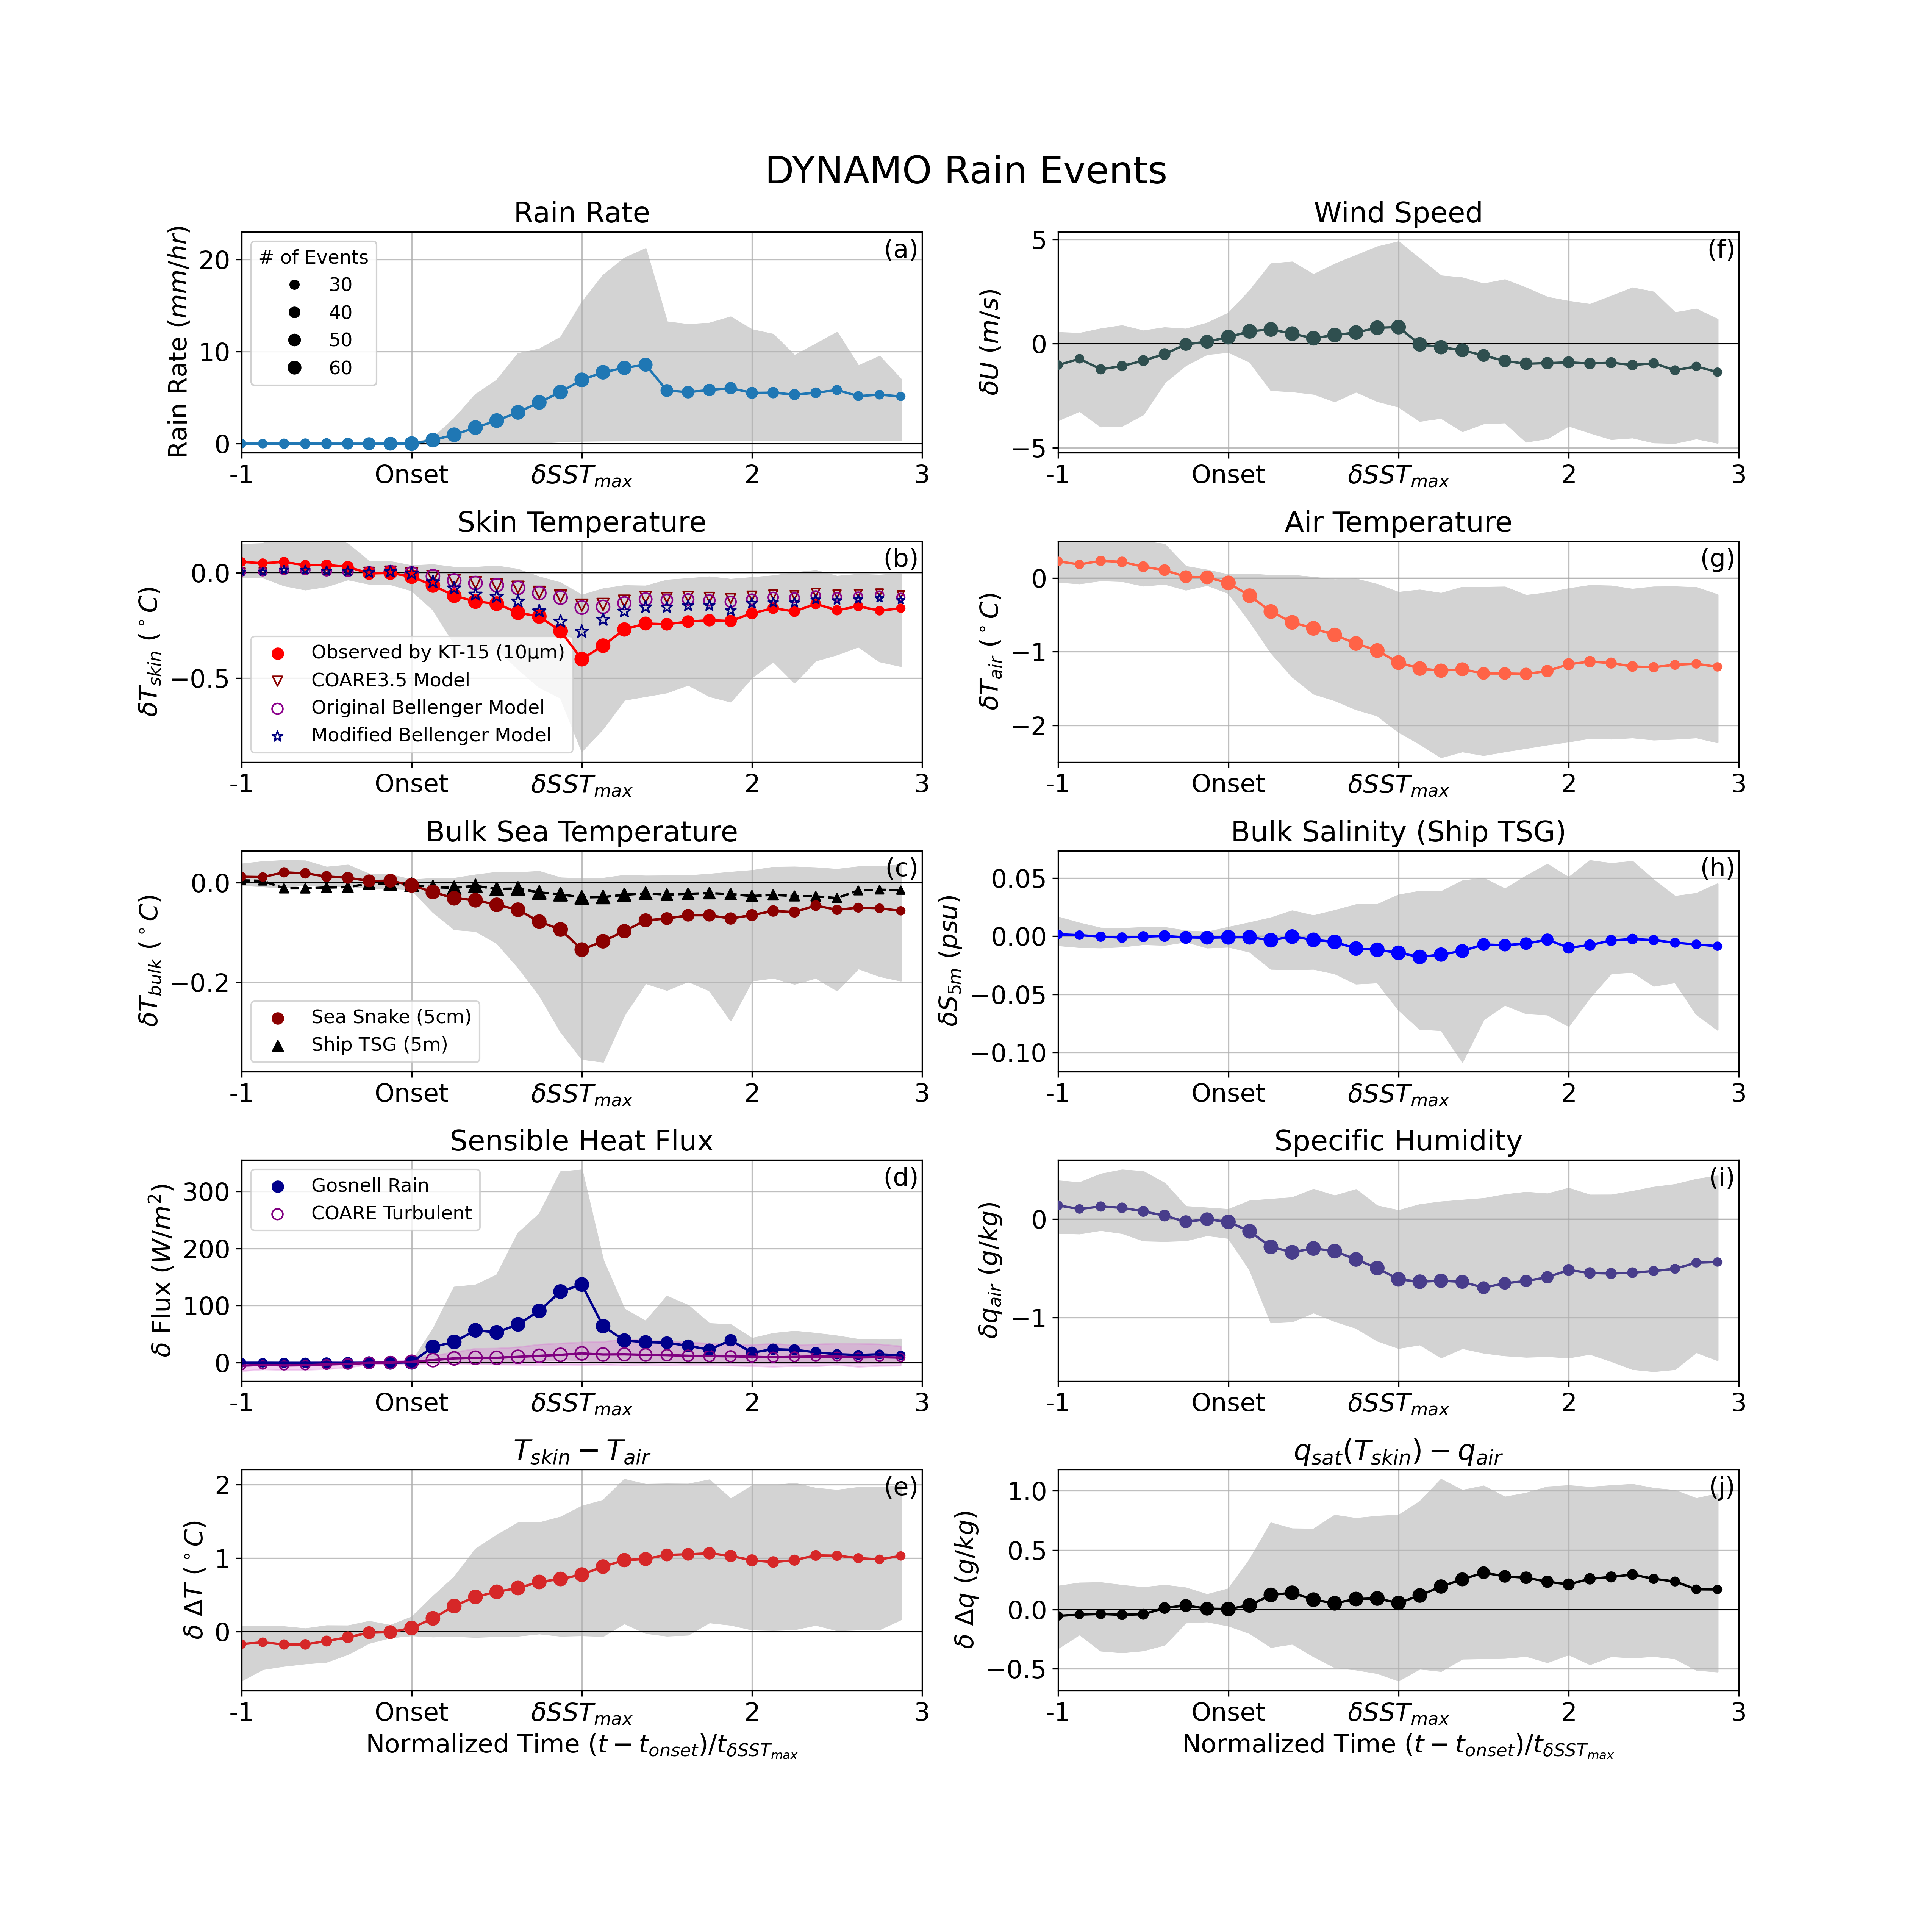 DYNAMO Rain Events
Rain Rate
(a)
Rain Rate (mm/hr)
20
10
0
# of Events
30
40
50
60
-1 Onset δSST_max 2 3
Skin Temperature
(b)
δT_skin (°C)
0.0
−0.5
Observed by KT-15 (10μm)
COARE3.5 Model
Original Bellenger Model
Modified Bellenger Model
-1 Onset δSST_max 2 3
Bulk Sea Temperature
(c)
δT_bulk (°C)
0.0
−0.2
Sea Snake (5cm)
Ship TSG (5m)
-1 Onset δSST_max 2 3
Sensible Heat Flux
(d)
δ Flux (W/m²)
300
200
100
0
Gosnell Rain
COARE Turbulent
-1 Onset δSST_max 2 3
T_skin − T_air
(e)
δ ΔT (°C)
2
1
0
-1 Onset δSST_max 2 3
Normalized Time (t − t_onset)/t_δSST_max
Wind Speed
(f)
δU (m/s)
5
0
−5
-1 Onset δSST_max 2 3
Air Temperature
(g)
δT_air (°C)
0
−1
−2
-1 Onset δSST_max 2 3
Bulk Salinity (Ship TSG)
(h)
δS_5m (psu)
0.05
0.00
−0.05
−0.10
-1 Onset δSST_max 2 3
Specific Humidity
(i)
δq_air (g/kg)
0
−1
-1 Onset δSST_max 2 3
q_sat(T_skin) − q_air
(j)
δ Δq (g/kg)
1.0
0.5
0.0
−0.5
-1 Onset δSST_max 2 3
Normalized Time (t − t_onset)/t_δSST_max